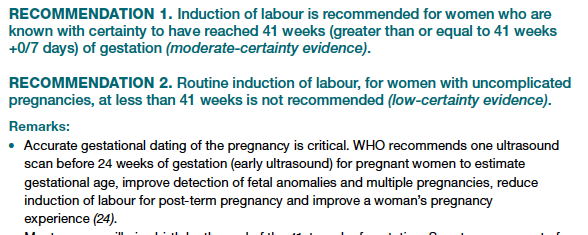 RECOMMENDATION 1. Induction of labour is recommended for women who are
known with certainty to have reached 41 weeks (greater than or equal to 41 weeks
+0/7 days) of gestation (moderate-certainty evidence).
RECOMMENDATION 2. Routine induction of labour, for women with uncomplicated
pregnancies, at less than 41 weeks is not recommended (low-certainty evidence).
Remarks:
• Accurate gestational dating of the pregnancy is critical. WHO recommends one ultrasound
scan before 24 weeks of gestation (early ultrasound) for pregnant women to estimate
gestational age, improve detection of fetal anomalies and multiple pregnancies, reduce
induction of labour for post-term pregnancy and improve a woman's pregnancy
experience (24).